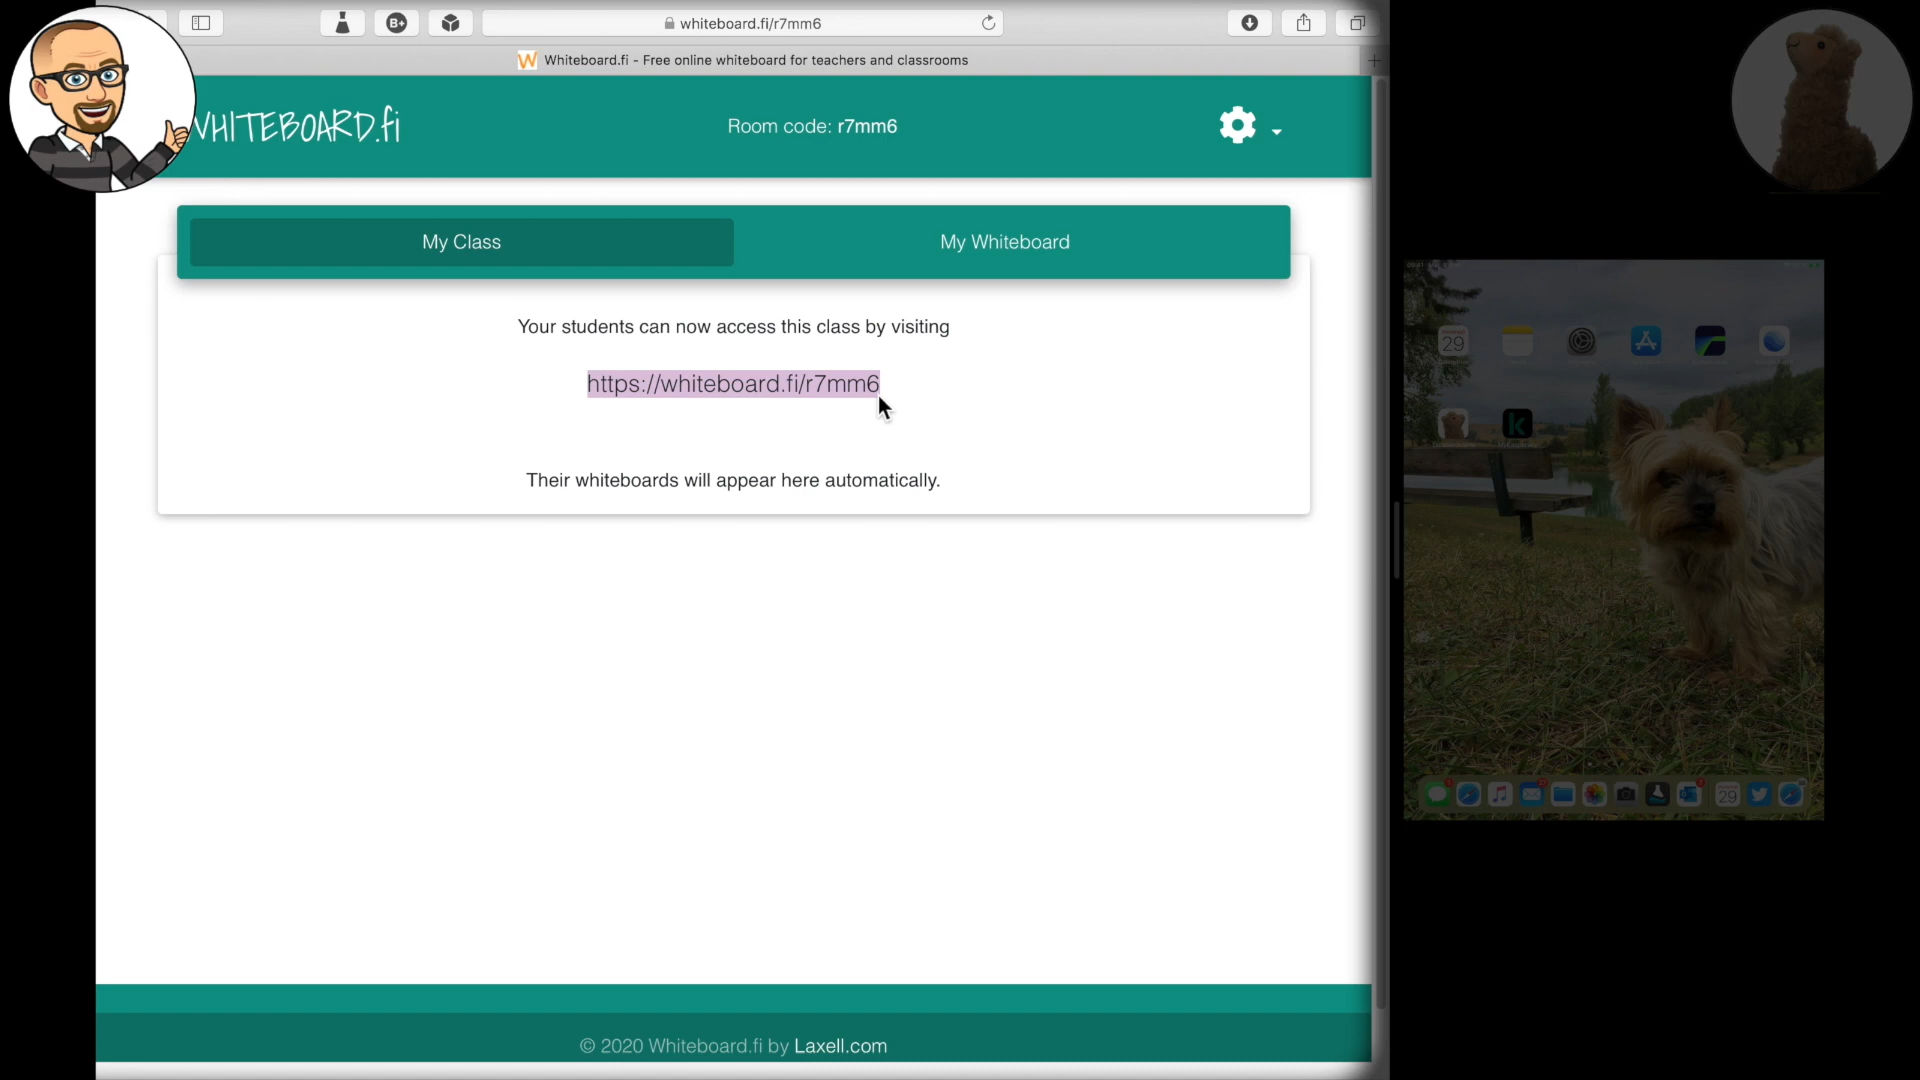 B+
whiteboard.fi/r7mm6
W Whiteboard.fi - Free online whiteboard for teachers and classrooms
WHITEBOARD.fi
Room code: r7mm6
My Class
My Whiteboard
Your students can now access this class by visiting
https://whiteboard.fi/r7mm6
Their whiteboards will appear here automatically.
29
k
29
© 2020 Whiteboard.fi by Laxell.com